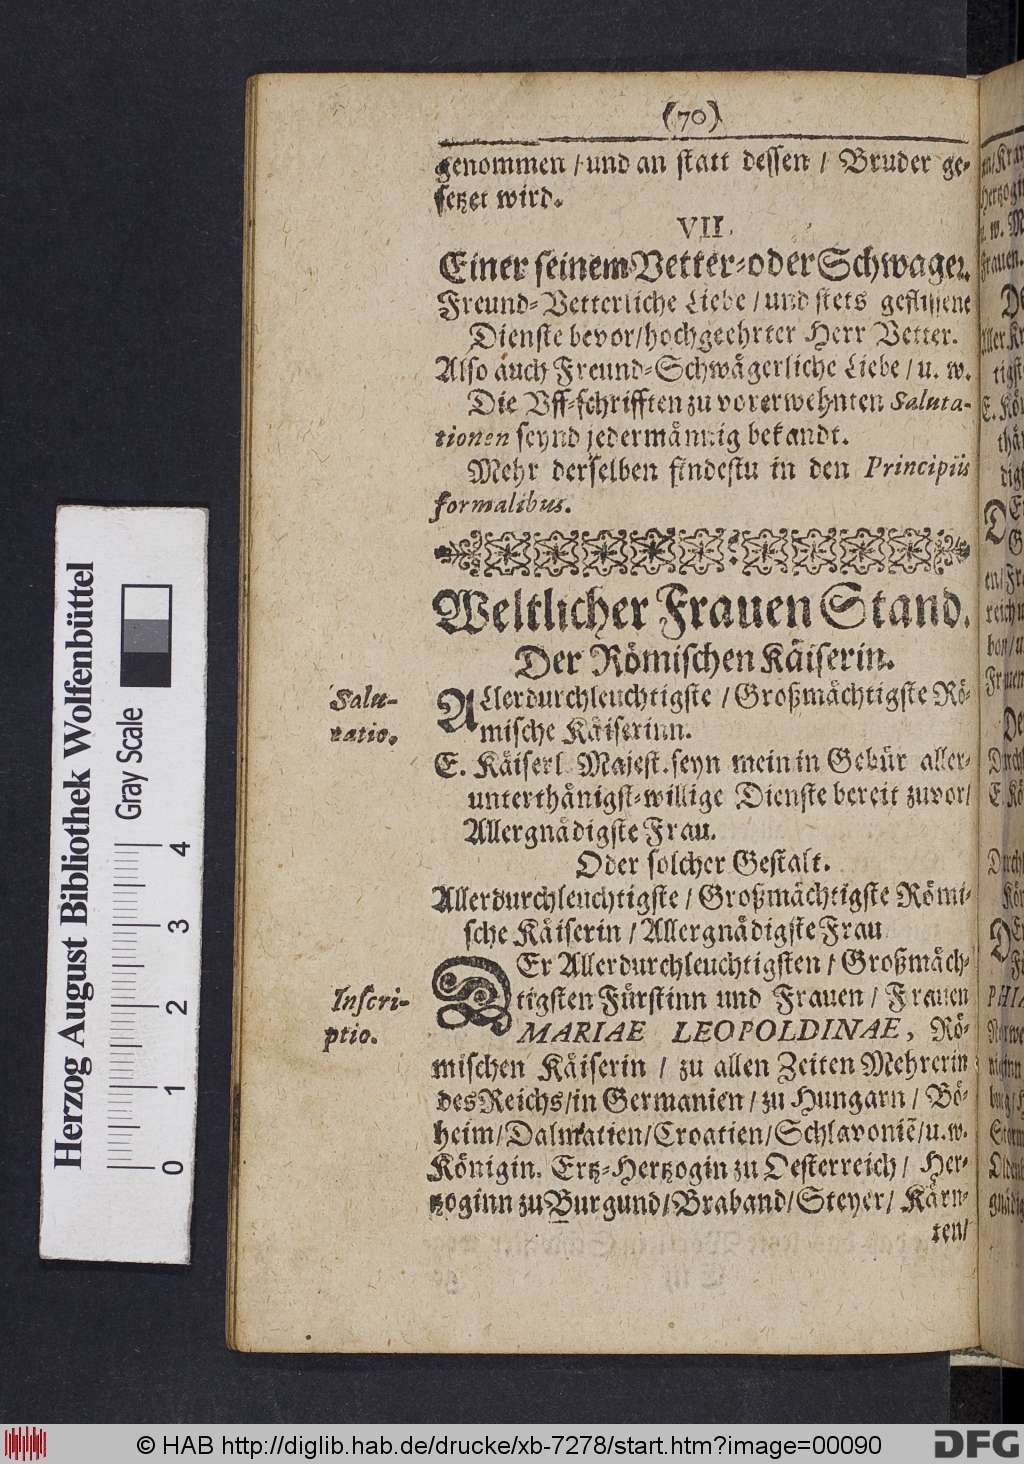 (70)
genommen / und an statt dessen / Bruder ge-
setzet wird.
VII.
Einer seinem Vetter-oder Schwager.
Freund-Vetterliche Liebe / und stets geflissene
Dienste bevor/hochgeehrter Herr Vetter.
Also auch Freund-Schwägerliche Liebe / u. w.
Die Vff-schrifften zu vorerwehnten Saluta-
tionen seynd jedermännig bekandt.
Mehr derselben findestu in den Principiis
formalibus.
Weltlicher Frauen Stand.
Der Römischen Käiserin.
Salu-
tatio.
Allerdurchleuchtigste / Großmächtigste Rö-
mische Käiserinn.
E. Käiserl. Majest. seyn mein in Gebür aller-
unterthänigst-willige Dienste bereit zuvor/
Allergnädigste Frau.
Oder solcher Gestalt.
Allerdurchleuchtigste / Großmächtigste Römi-
sche Käiserin / Allergnädigste Frau
Inscri-
ptio.
DEr Allerdurchleuchtigsten / Großmäch-
tigsten Fürstinn und Frauen / Frauen
MARIAE LEOPOLDINAE, Rö-
mischen Käiserin / zu allen Zeiten Mehrerin
des Reichs/in Germanien / zu Hungarn / Bö-
heim/Dalmatien/Croatien/Schlavoniē/u.w.
Königin. Ertz-Hertzogin zu Oesterreich/ Her-
tzoginn zu Burgund/Braband/Steyer/ Kärn-
ten/
Herzog August Bibliothek Wolfenbüttel
Gray Scale
0 1 2 3 4
© HAB http://diglib.hab.de/drucke/xb-7278/start.htm?image=00090
DFG